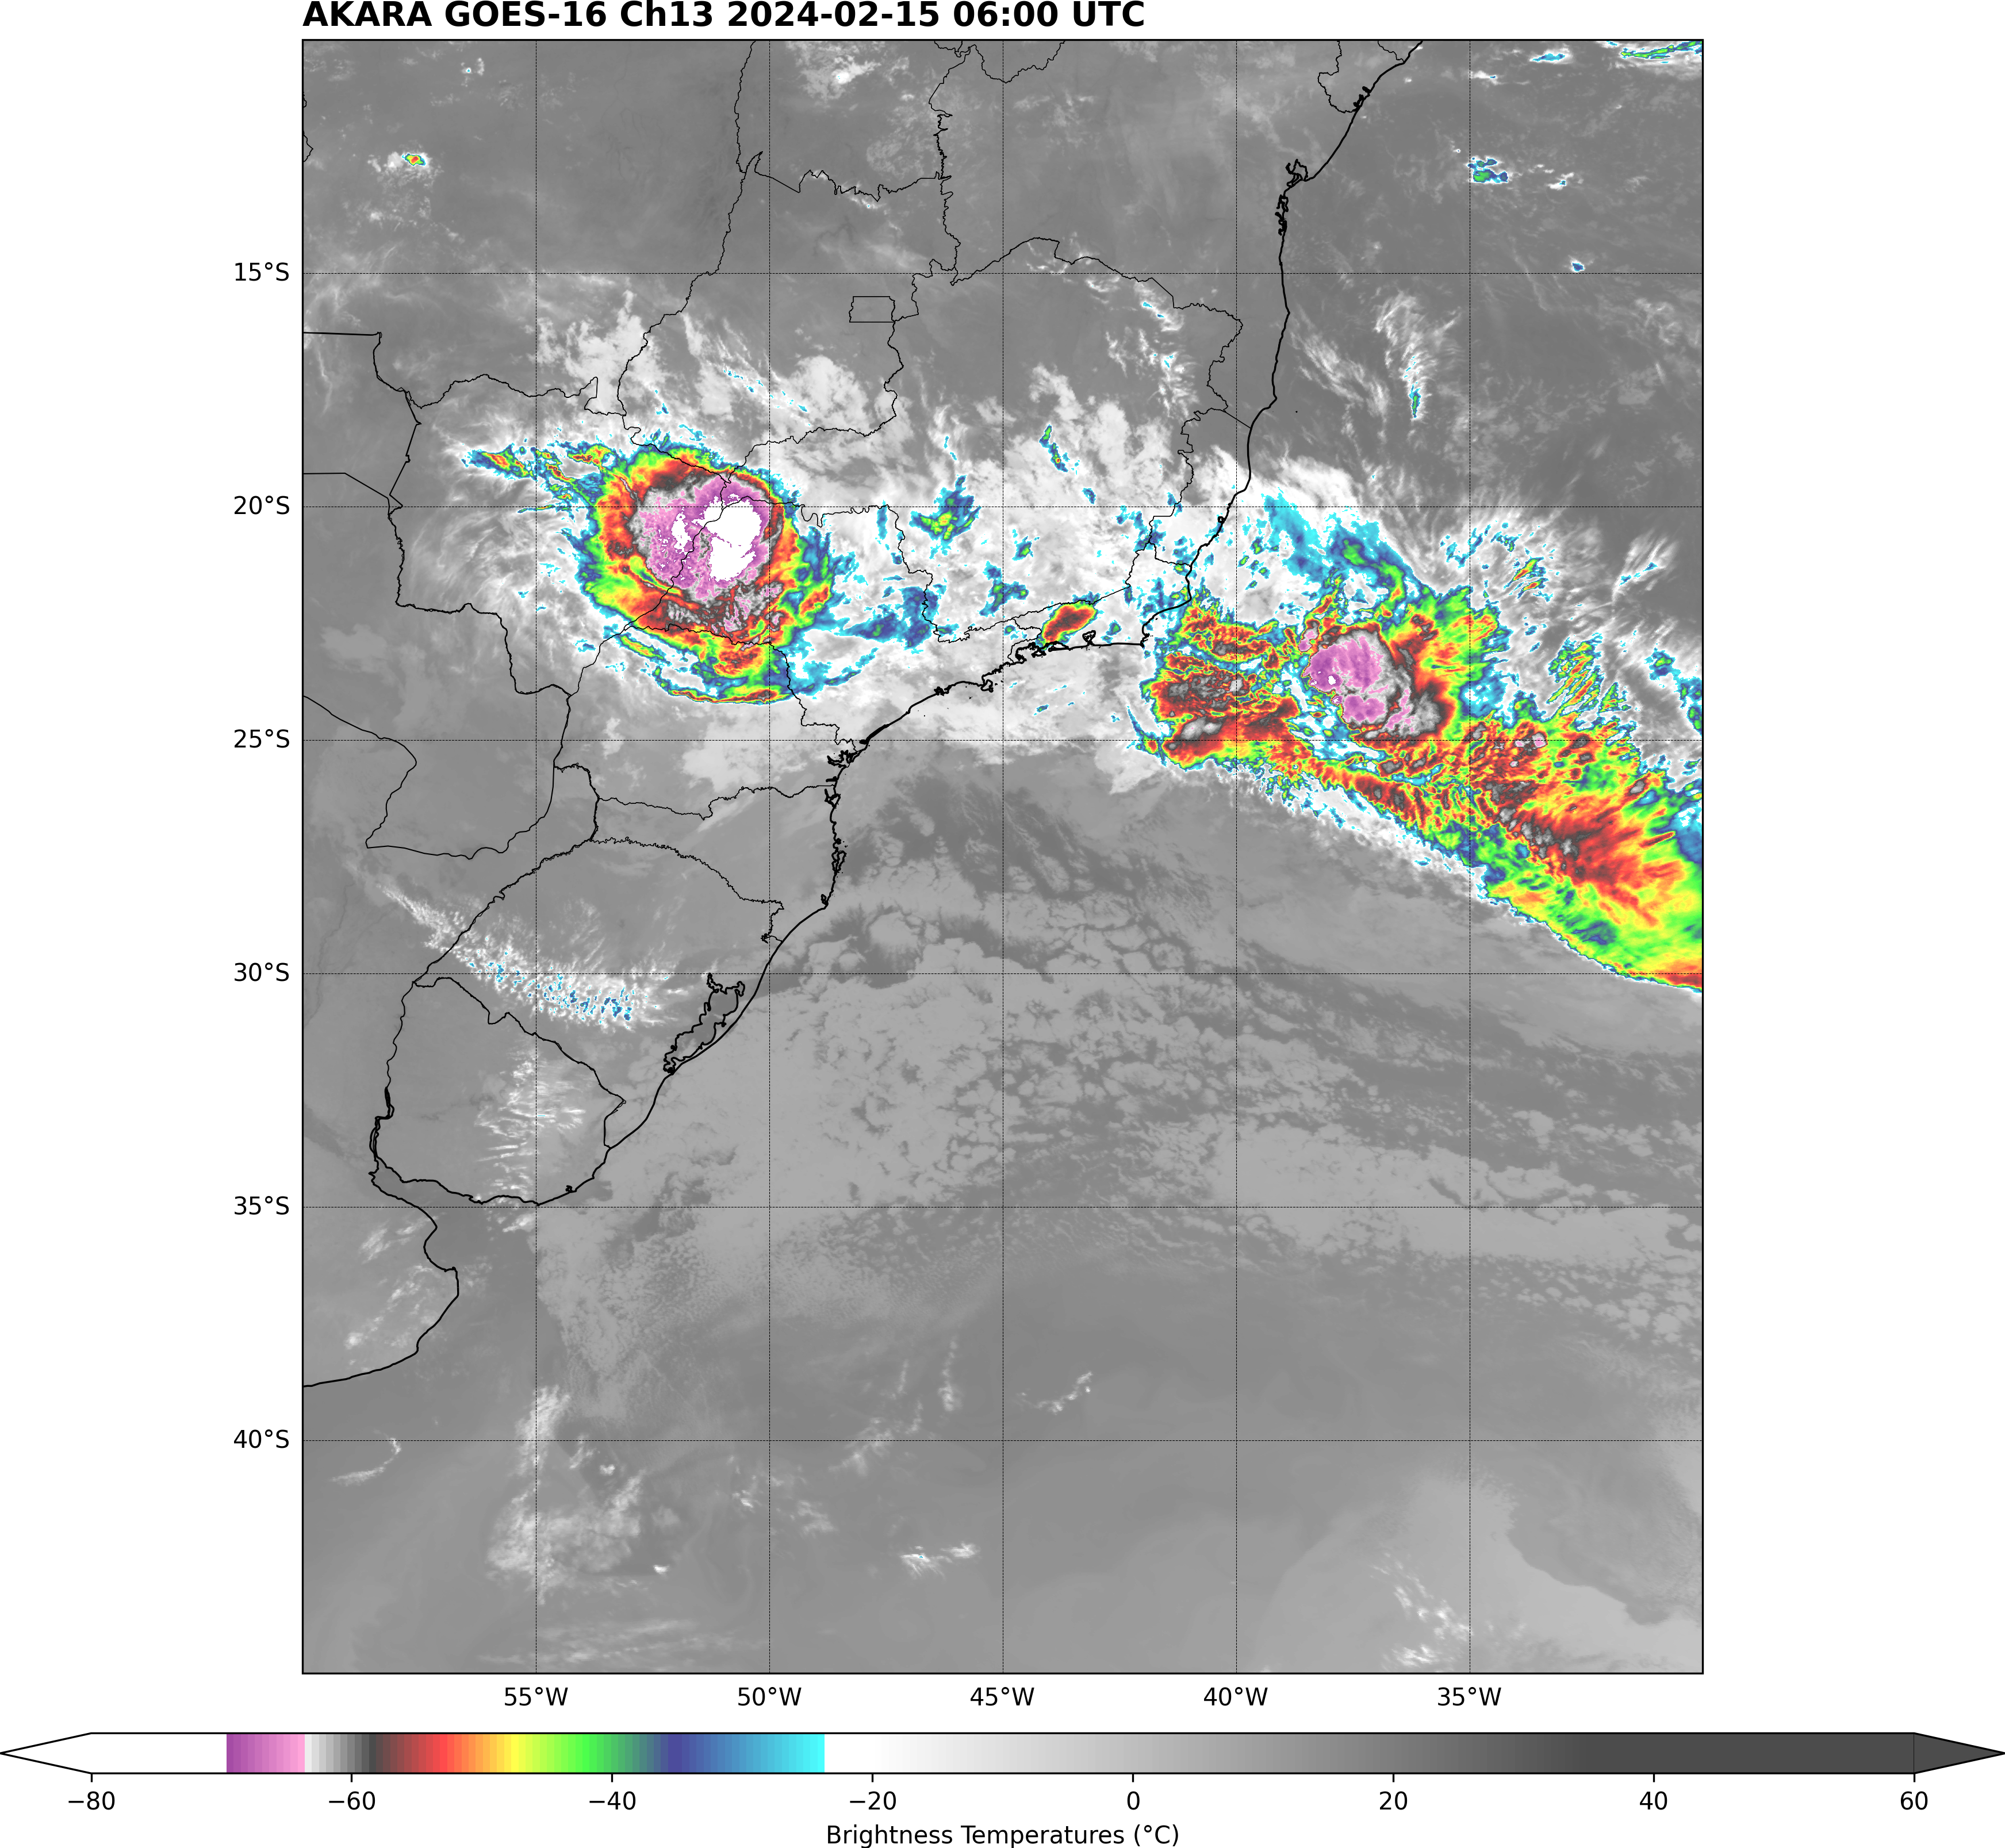 AKARA GOES-16 Ch13 2024-02-15 06:00 UTC
15°S
20°S
25°S
30°S
35°S
40°S
55°W 50°W 45°W 40°W 35°W
−80 −60 −40 −20 0 20 40 60
Brightness Temperatures (°C)